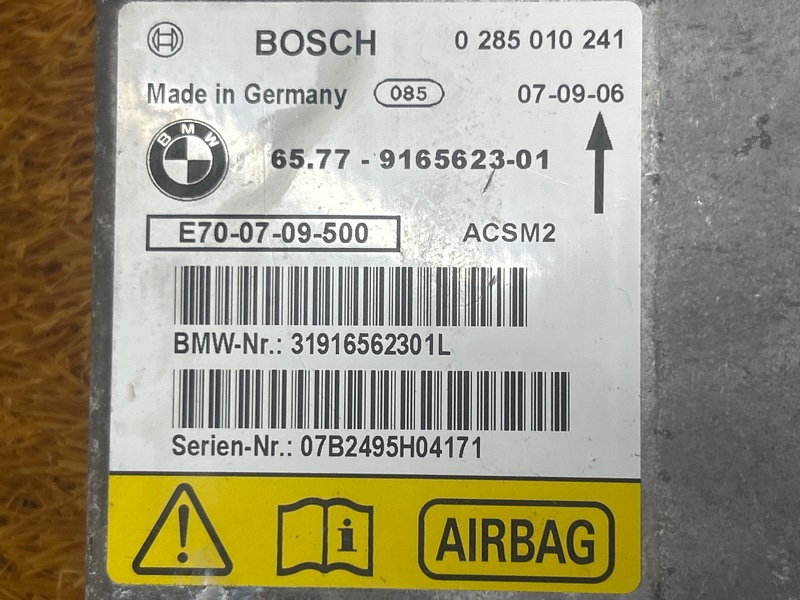 BOSCH 0 285 010 241
Made in Germany 085 07-09-06
BMW
65.77 - 9165623-01
E70-07-09-500 ACSM2
BMW-Nr.: 31916562301L
Serien-Nr.: 07B2495H04171
i AIRBAG